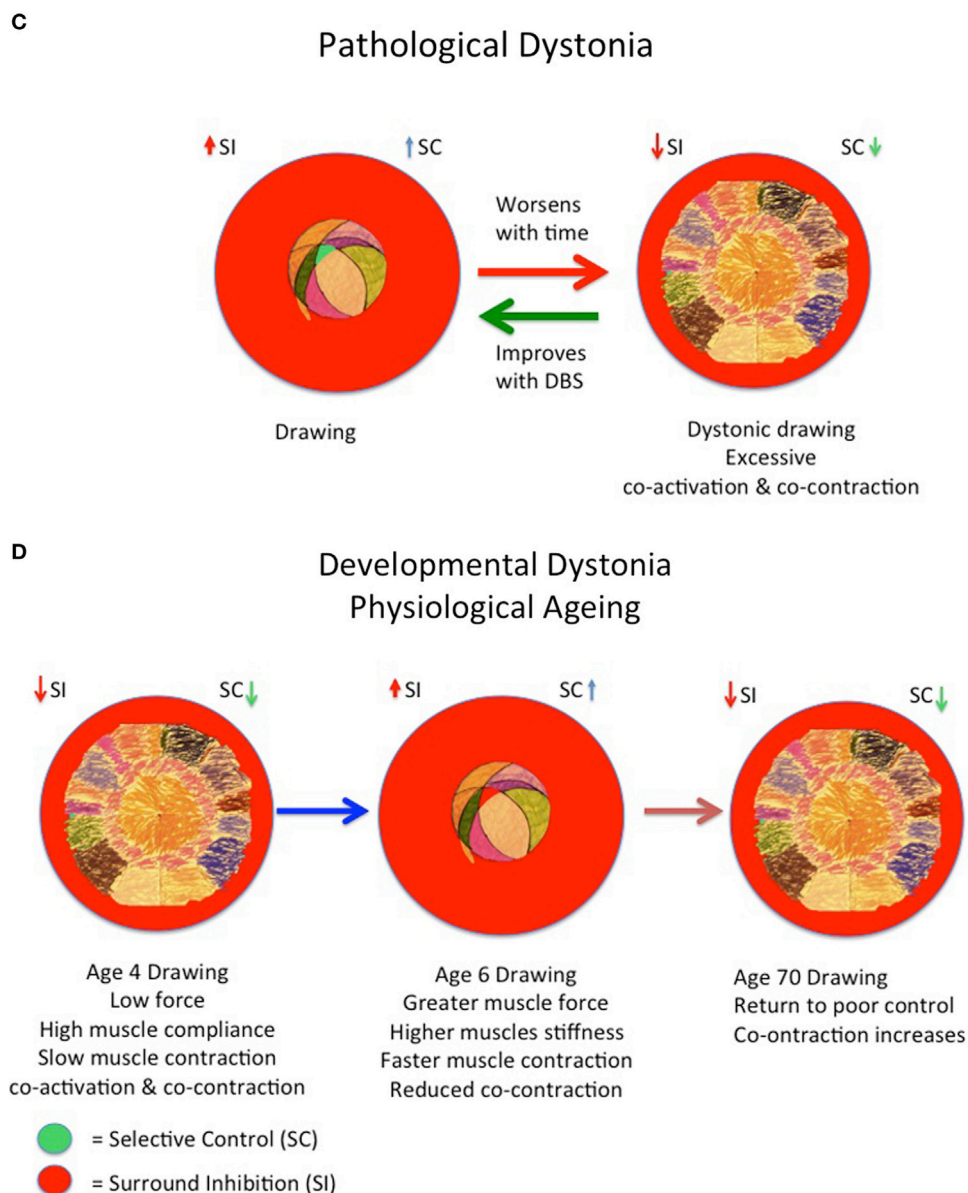 C
Pathological Dystonia
SI
SC
SI
SC
Worsens
with time
Improves
with DBS
Drawing
Dystonic drawing
Excessive
co-activation & co-contraction
D
Developmental Dystonia
Physiological Ageing
SI
SC
SI
SC
SI
SC
Age 4 Drawing
Low force
High muscle compliance
Slow muscle contraction
co-activation & co-contraction
Age 6 Drawing
Greater muscle force
Higher muscles stiffness
Faster muscle contraction
Reduced co-contraction
Age 70 Drawing
Return to poor control
Co-ontraction increases
= Selective Control (SC)
= Surround Inhibition (SI)